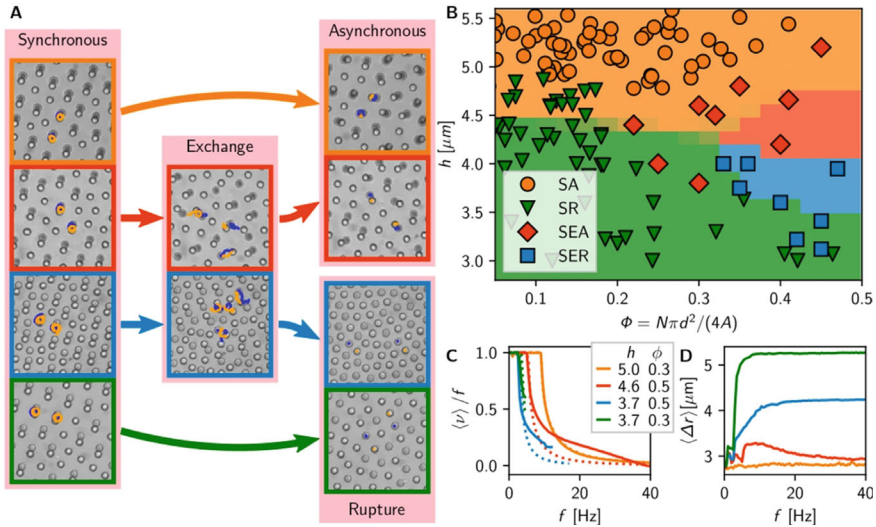 A
Synchronous
Asynchronous
Exchange
Rupture
B
h [μm]
5.5
5.0
4.5
4.0
3.5
3.0
SA
SR
SEA
SER
0.1 0.2 0.3 0.4 0.5
Φ = Nπd²/(4A)
C
⟨ν⟩/f
1.0
0.5
0.0
0 20 40
f [Hz]
h ϕ
5.0 0.3
4.6 0.5
3.7 0.5
3.7 0.3
D
⟨Δr⟩[μm]
5
4
3
0 20 40
f [Hz]